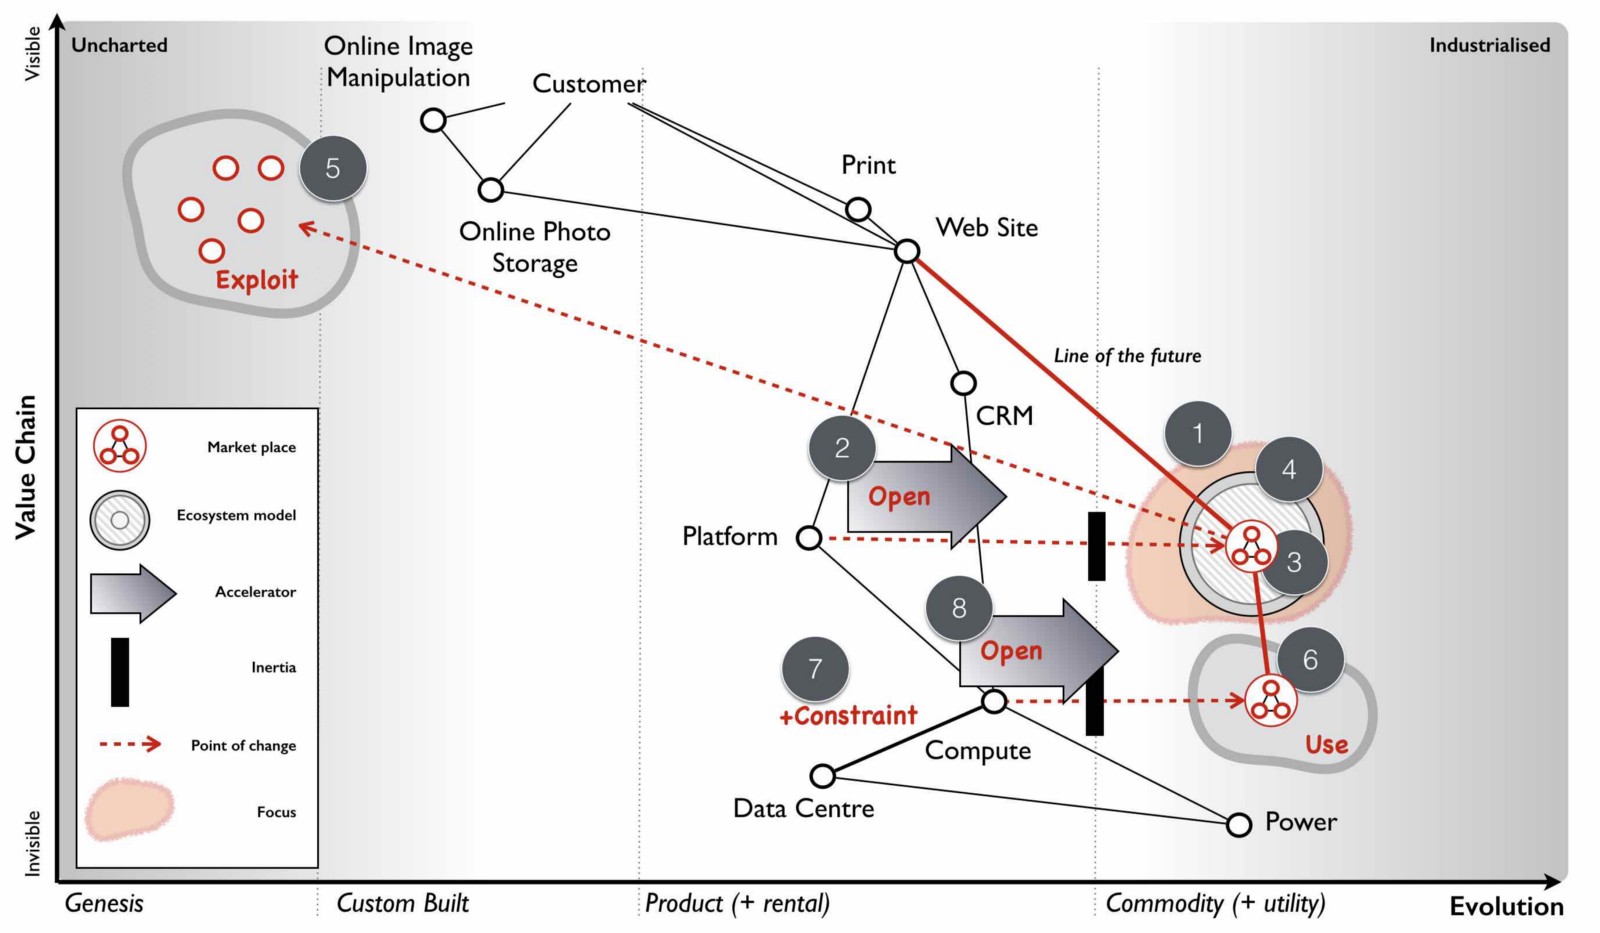 Visible
Uncharted
Online Image
Manipulation
Customer
Industrialised
5
Print
Web Site
Online Photo
Storage
Exploit
Line of the future
Value Chain
CRM
1
2
4
Open
Platform
3
Market place
Ecosystem model
Accelerator
Inertia
Point of change
Focus
8
Open
7
+Constraint
6
Use
Compute
Data Centre
Power
Invisible
Genesis
Custom Built
Product (+ rental)
Commodity (+ utility)
Evolution